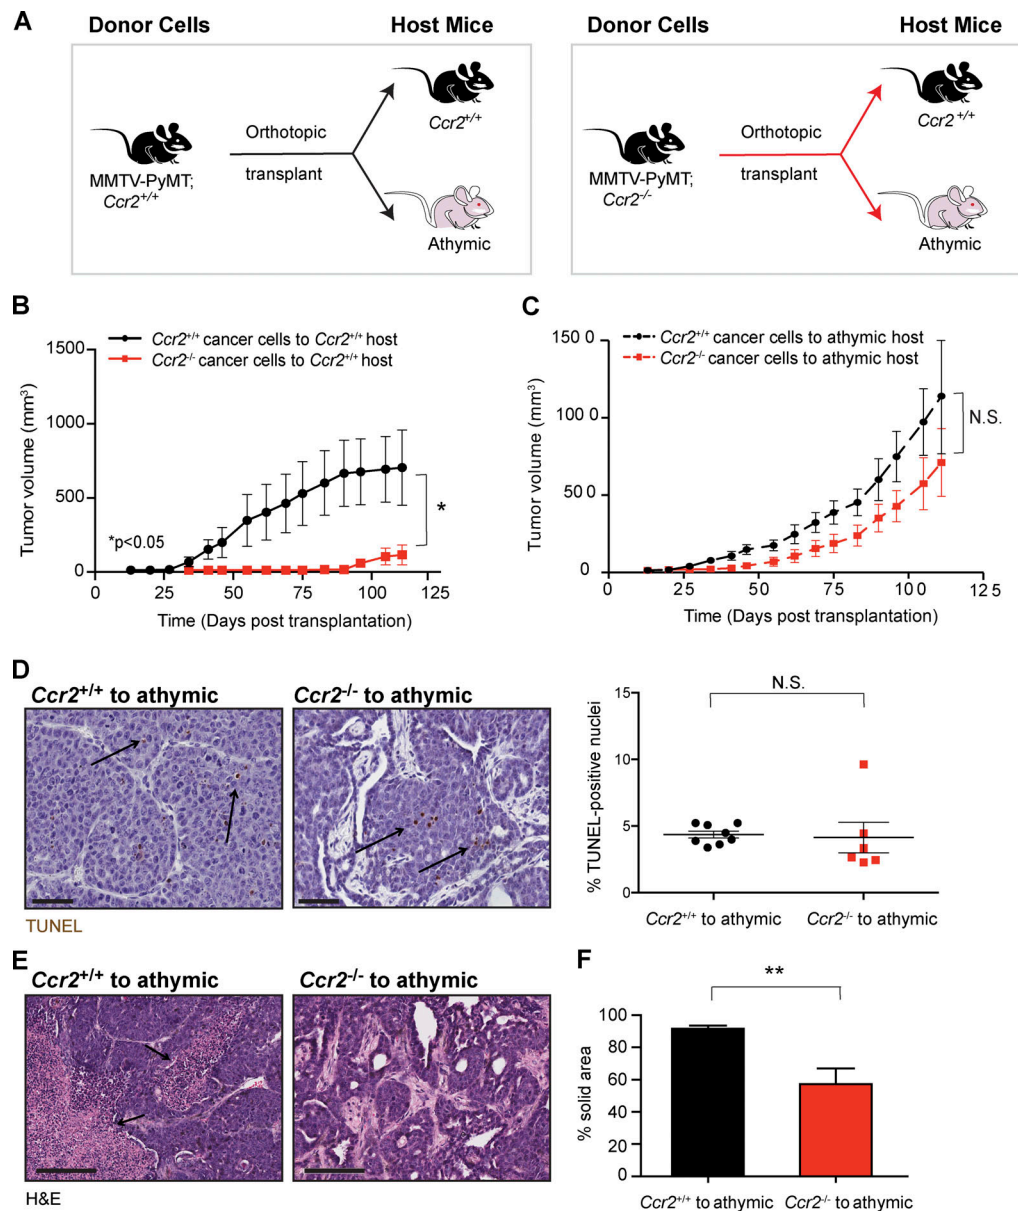 A
Donor Cells Host Mice
MMTV-PyMT;
Ccr2+/+
Orthotopic
transplant
Ccr2+/+
Athymic
Donor Cells Host Mice
MMTV-PyMT;
Ccr2-/-
Orthotopic
transplant
Ccr2 +/+
Athymic
B
Ccr2+/+ cancer cells to Ccr2+/+ host
Ccr2-/- cancer cells to Ccr2+/+ host
Tumor volume (mm3)
1500
1000
500
0
*p<0.05
*
0 25 50 75 100 125
Time (Days post transplantation)
C
Ccr2+/+ cancer cells to athymic host
Ccr2-/- cancer cells to athymic host
Tumor volume (mm3)
150 0
100 0
50 0
0
N.S.
0 25 50 75 100 12 5
Time (Days post transplantation)
D
Ccr2+/+ to athymic
Ccr2-/- to athymic
TUNEL
% TUNEL-positive nuclei
15
10
5
0
N.S.
Ccr2+/+ to athymic Ccr2-/- to athymic
E
Ccr2+/+ to athymic
Ccr2-/- to athymic
H&E
F
% solid area
**
100
80
60
40
20
0
Ccr2+/+ to athymic Ccr2-/- to athymic